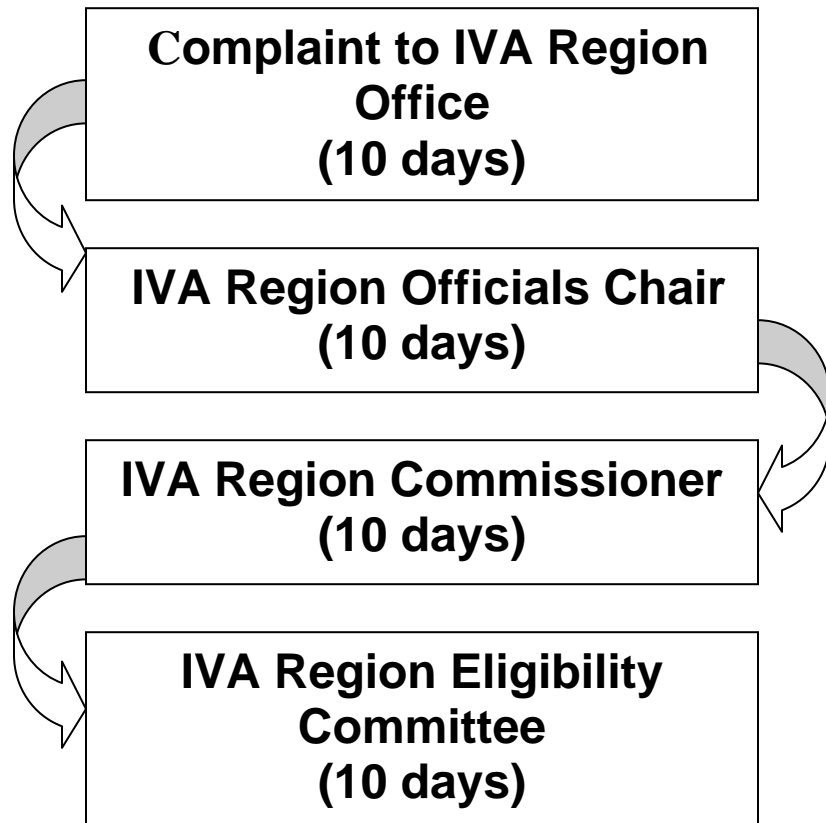 Complaint to IVA Region
Office
(10 days)
IVA Region Officials Chair
(10 days)
IVA Region Commissioner
(10 days)
IVA Region Eligibility
Committee
(10 days)